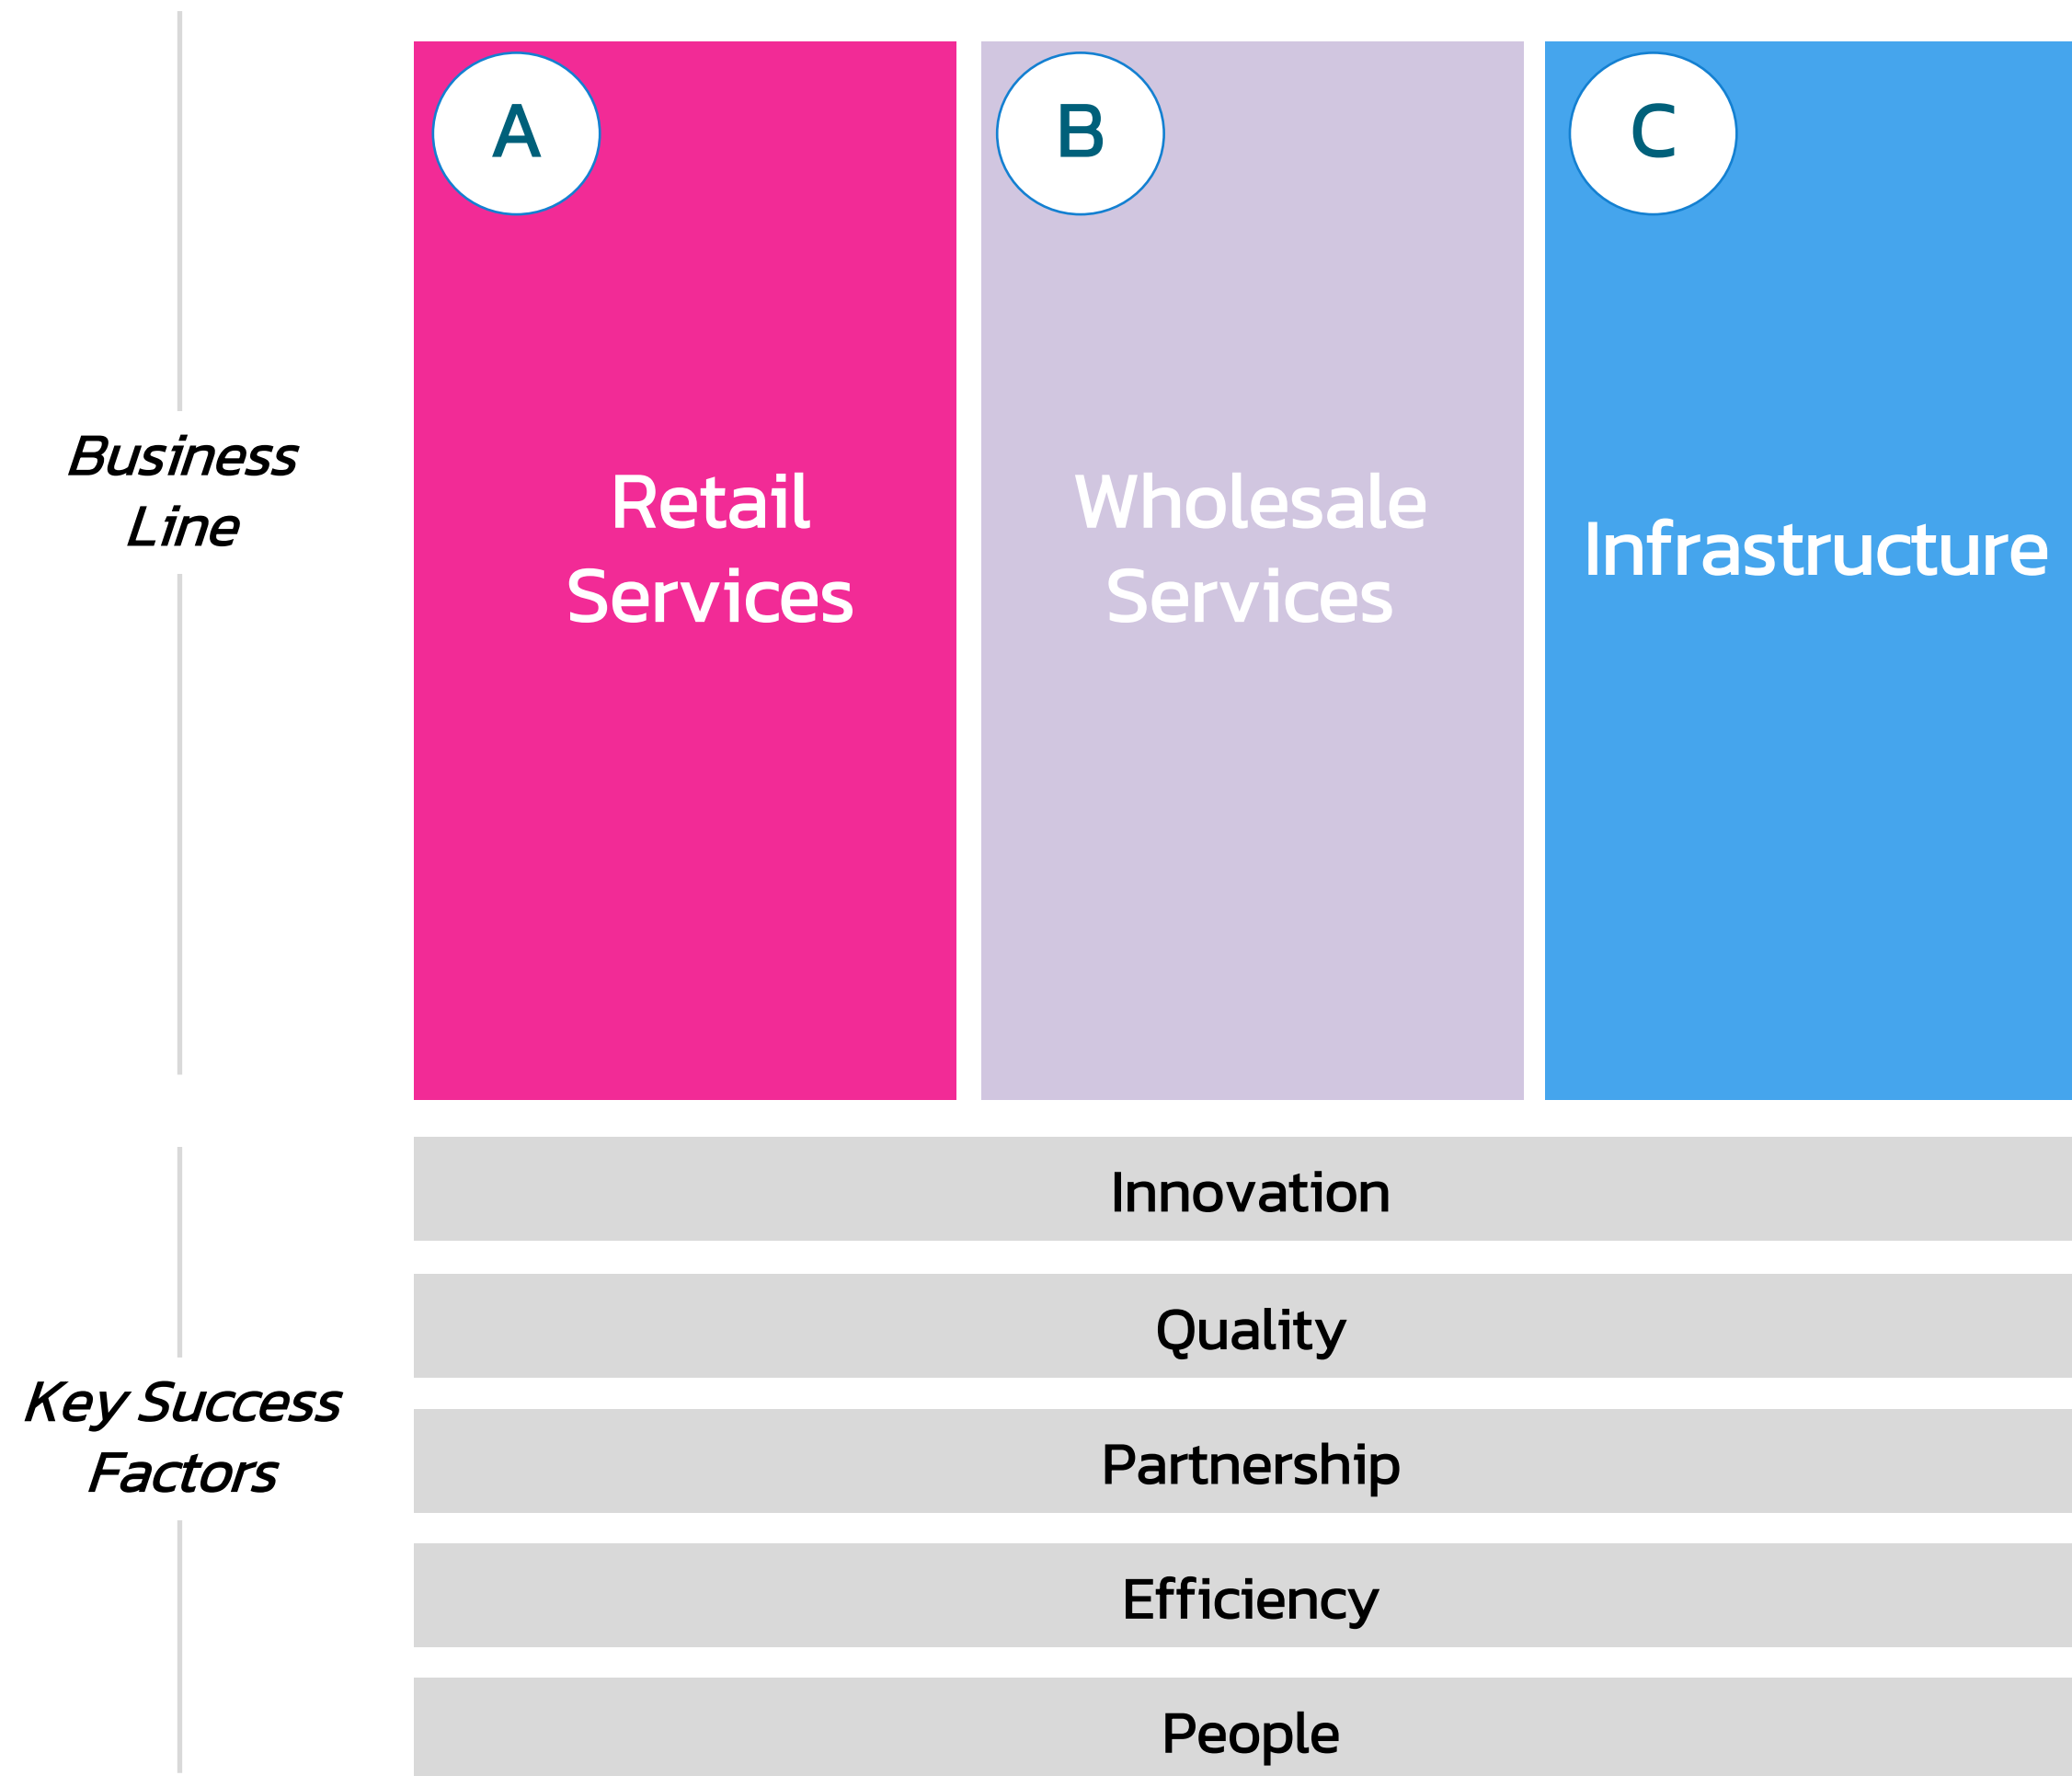 Business
Line
A
Retail
Services
B
Wholesale
Services
C
Infrastructure
Key Success
Factors
Innovation
Quality
Partnership
Efficiency
People